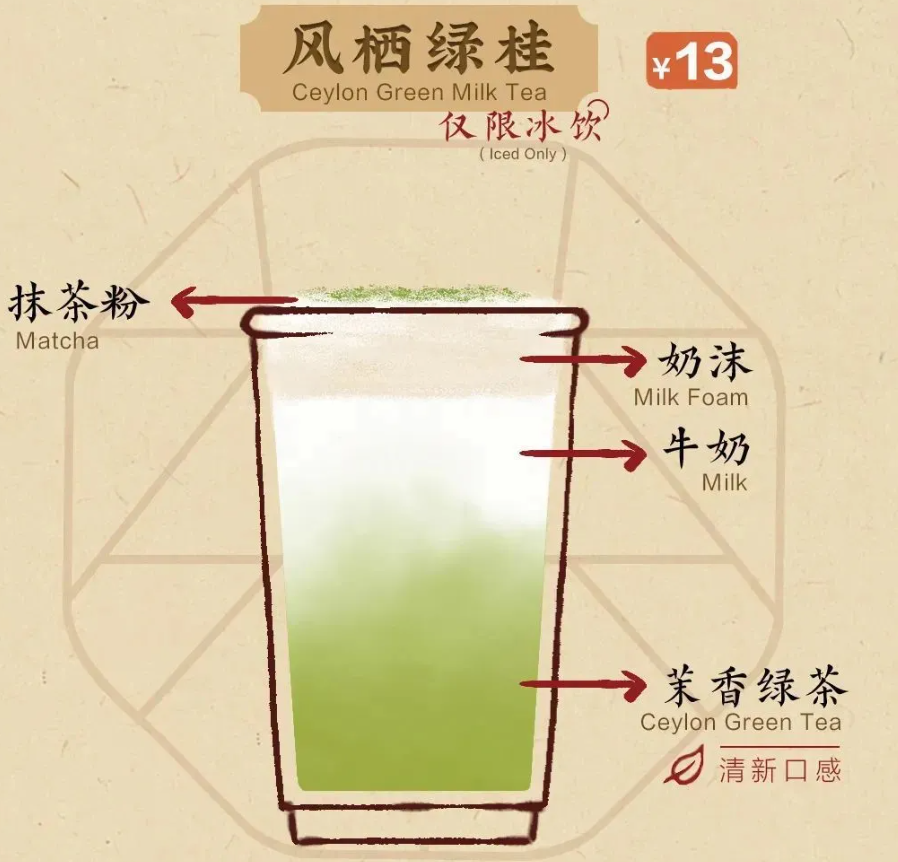 风栖绿桂
Ceylon Green Milk Tea
¥13
仅限冰饮
( Iced Only )
抹茶粉
Matcha
奶沫
Milk Foam
牛奶
Milk
茉香绿茶
Ceylon Green Tea
清新口感